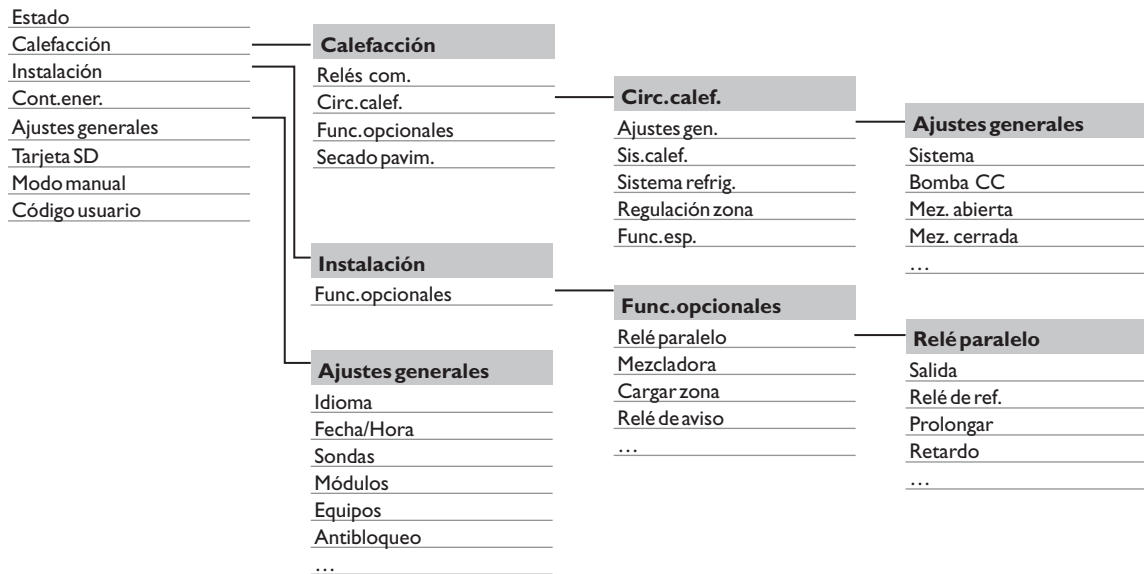 Estado
Calefacción
Instalación
Cont.ener.
Ajustes generales
Tarjeta SD
Modo manual
Código usuario
Calefacción
Relés com.
Circ.calef.
Func.opcionales
Secado pavim.
Instalación
Func.opcionales
Ajustes generales
Idioma
Fecha/Hora
Sondas
Módulos
Equipos
Antibloqueo
…
Circ.calef.
Ajustes gen.
Sis.calef.
Sistema refrig.
Regulación zona
Func.esp.
Func.opcionales
Relé paralelo
Mezcladora
Cargar zona
Relé de aviso
…
Ajustes generales
Sistema
Bomba CC
Mez. abierta
Mez. cerrada
…
Relé paralelo
Salida
Relé de ref.
Prolongar
Retardo
…